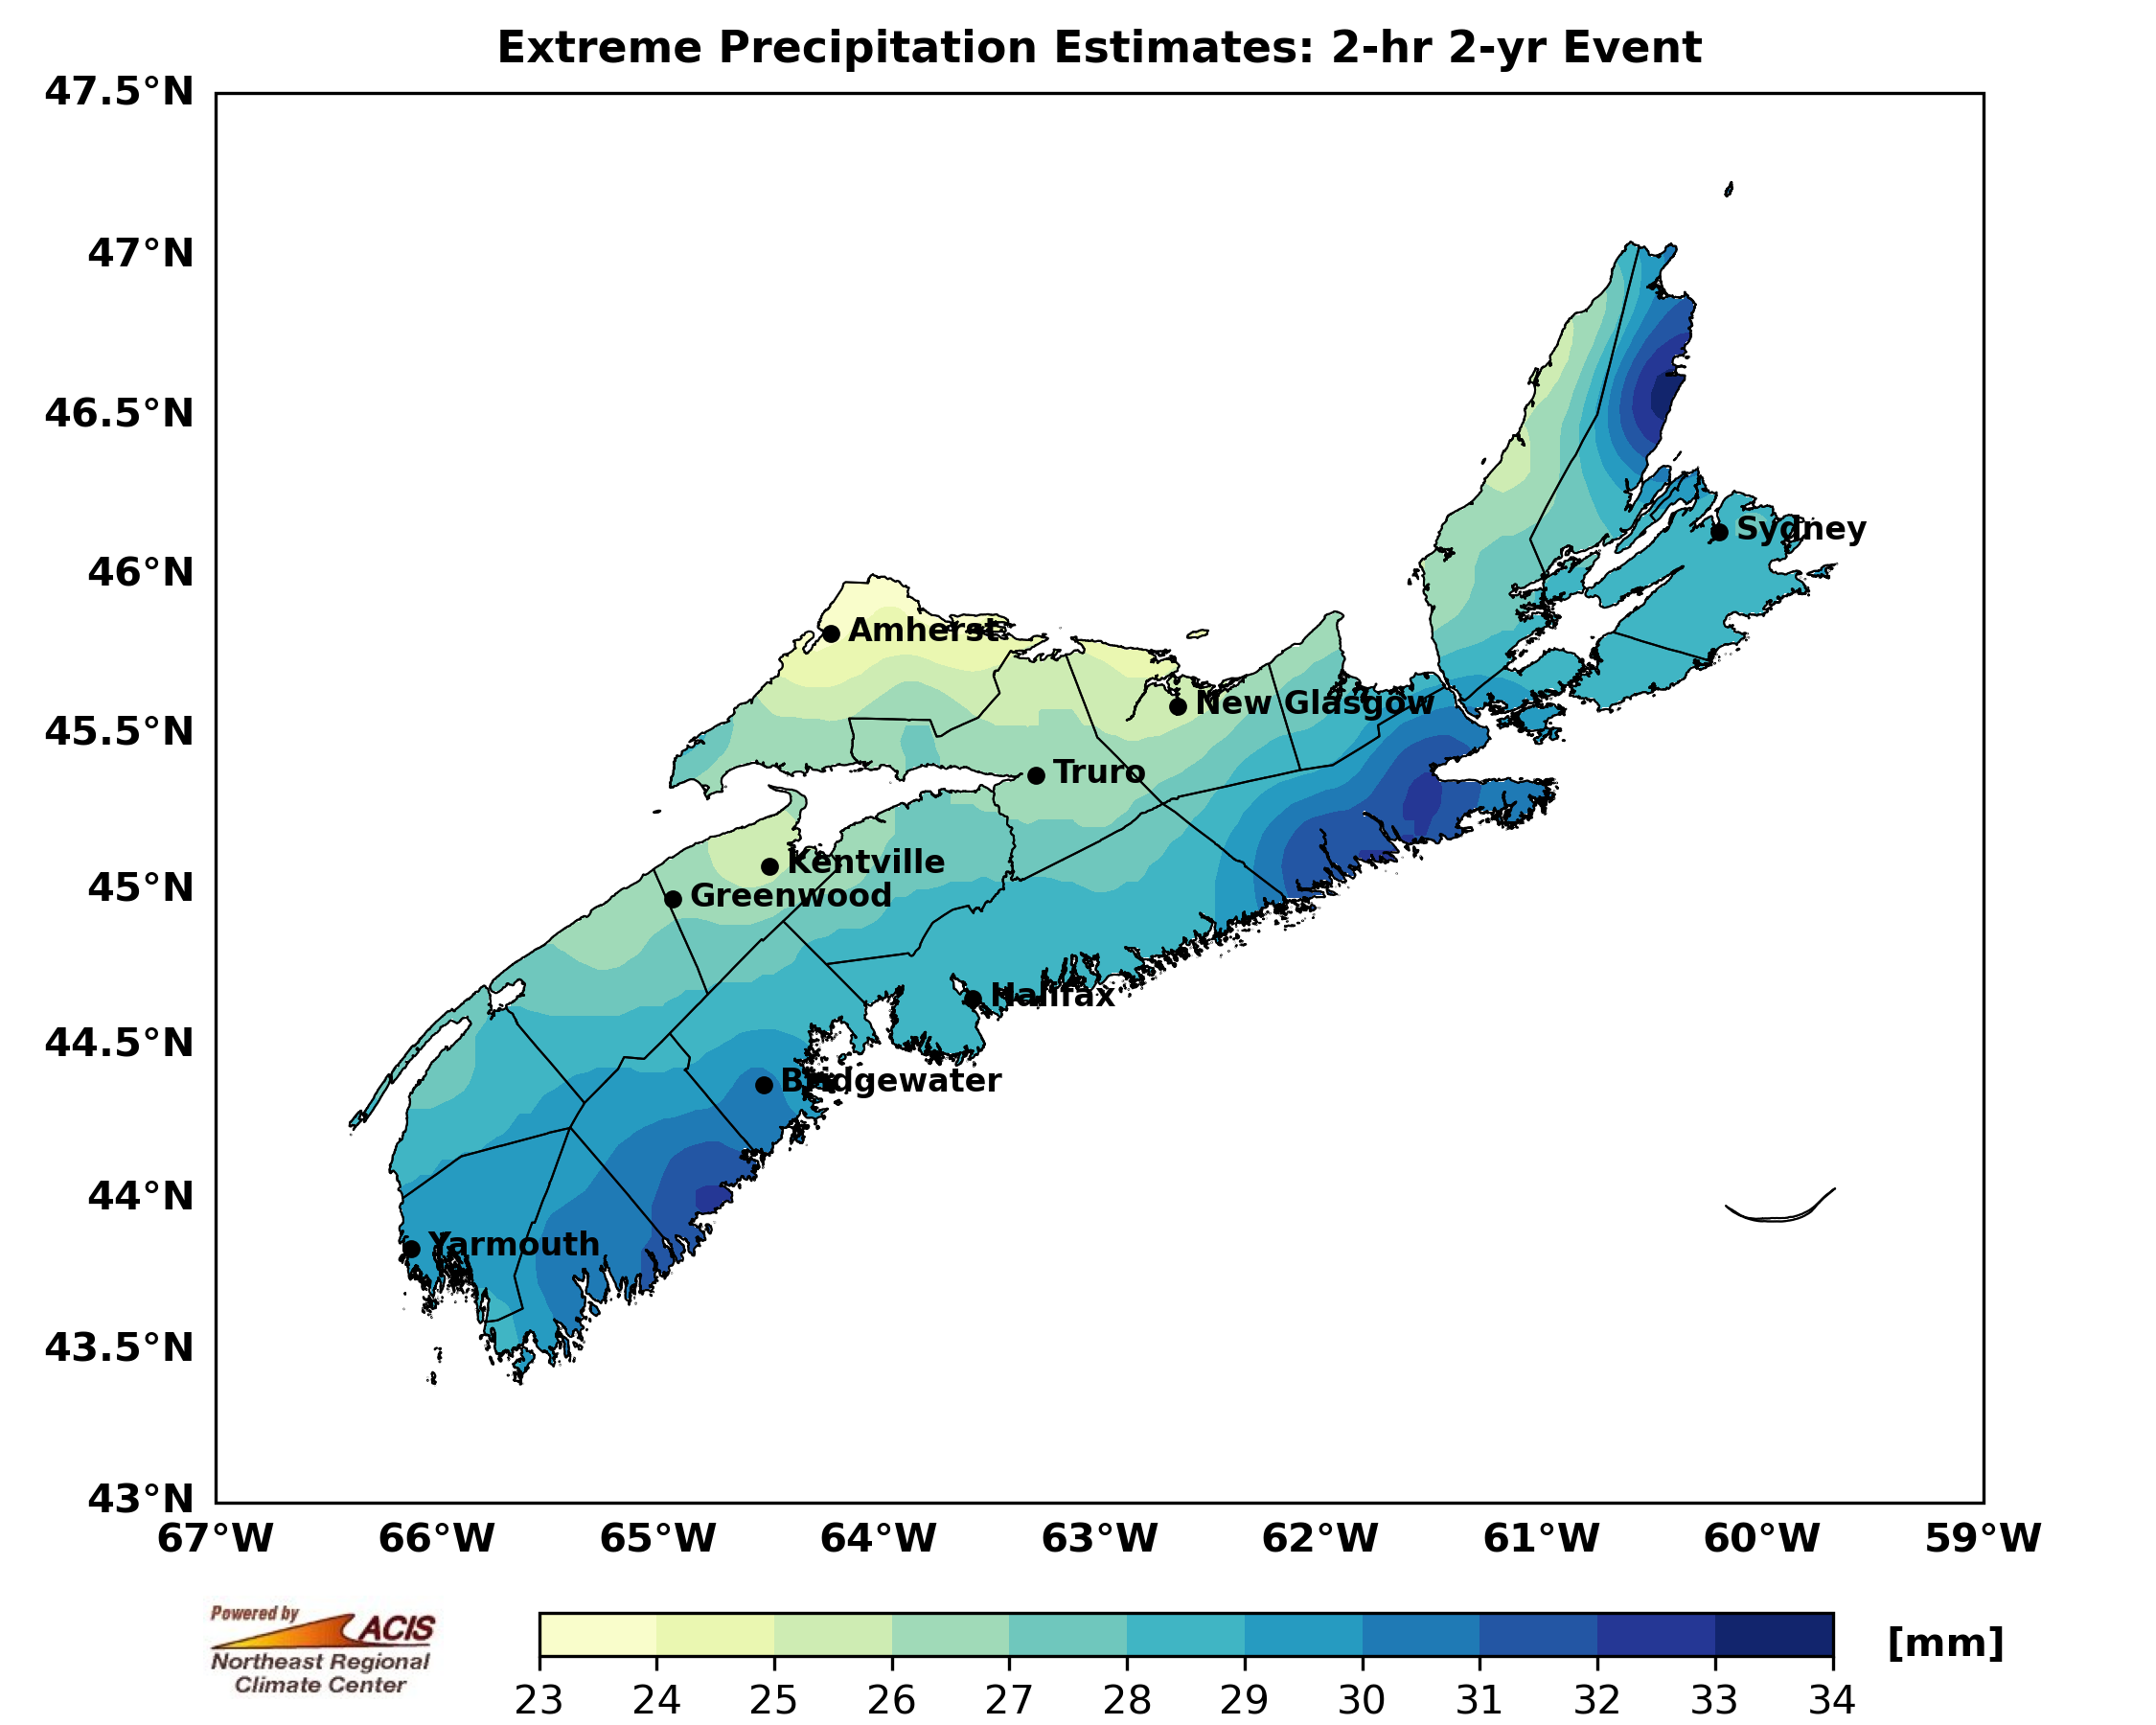 Extreme Precipitation Estimates: 2-hr 2-yr Event
47.5°N
47°N
46.5°N
46°N
45.5°N
45°N
44.5°N
44°N
43.5°N
43°N
Sydney
Amherst
New Glasgow
Truro
Kentville
Greenwood
Halifax
Bridgewater
Yarmouth
67°W 66°W 65°W 64°W 63°W 62°W 61°W 60°W 59°W
Powered by
ACIS
Northeast Regional
Climate Center
[mm]
23 24 25 26 27 28 29 30 31 32 33 34